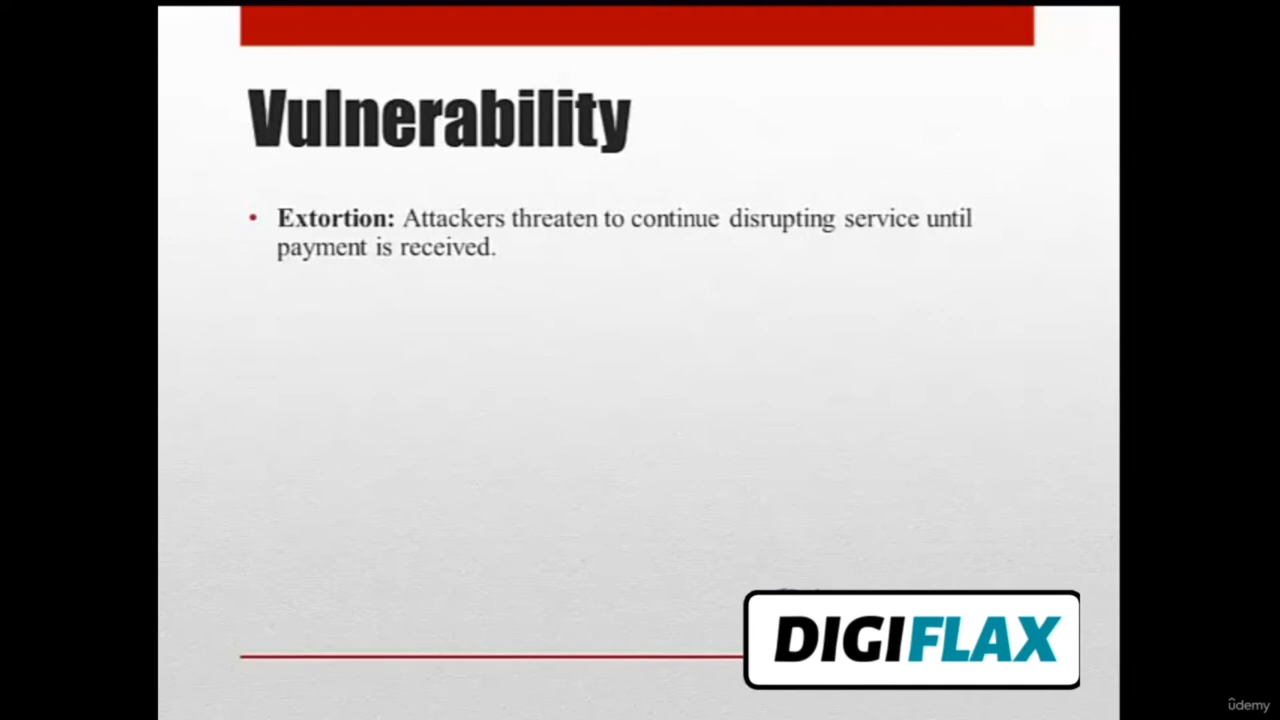 Vulnerability
• Extortion: Attackers threaten to continue disrupting service until
payment is received.
DIGIFLAX
ûdemy